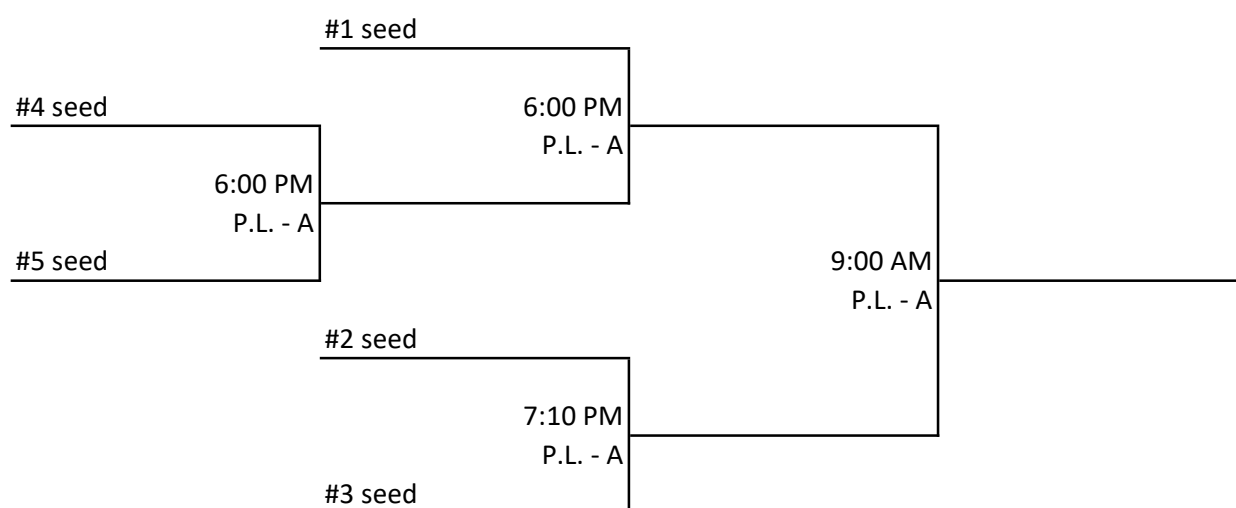 #1 seed
#4 seed
6:00 PM
P.L. - A
6:00 PM
P.L. - A
#5 seed
9:00 AM
P.L. - A
#2 seed
7:10 PM
P.L. - A
#3 seed